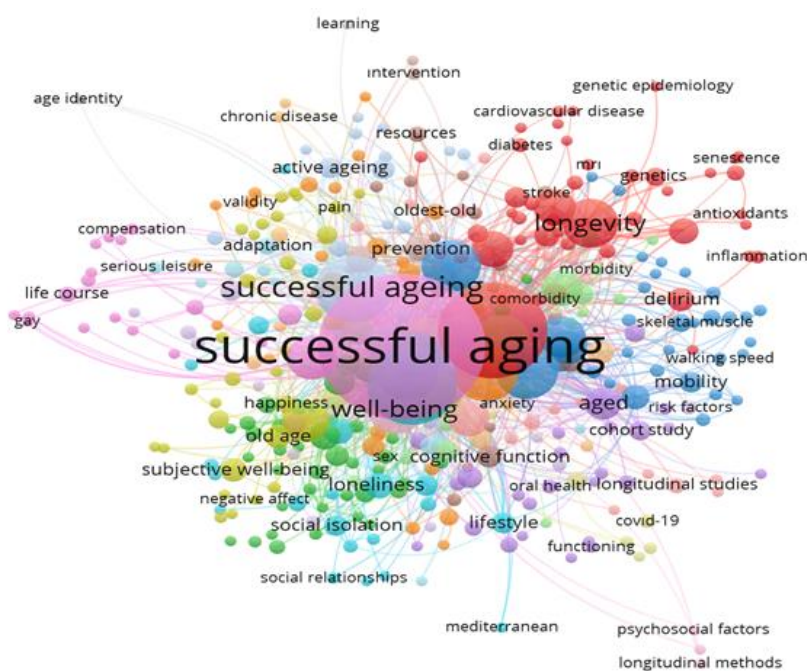 learning
intervention
genetic epidemiology
age identity
cardiovascular disease
chronic disease
resources
diabetes
senescence
mri
genetics
active ageing
stroke
validity
pain
oldest-old
longevity
antioxidants
compensation
adaptation
prevention
inflammation
serious leisure
morbidity
life course
successful ageing
comorbidity
delirium
gay
skeletal muscle
successful aging
walking speed
mobility
happiness
well-being
anxiety
aged
risk factors
old age
cohort study
sex
cognitive function
subjective well-being
negative affect
loneliness
oral health
longitudinal studies
social isolation
lifestyle
covid-19
functioning
social relationships
mediterranean
psychosocial factors
longitudinal methods